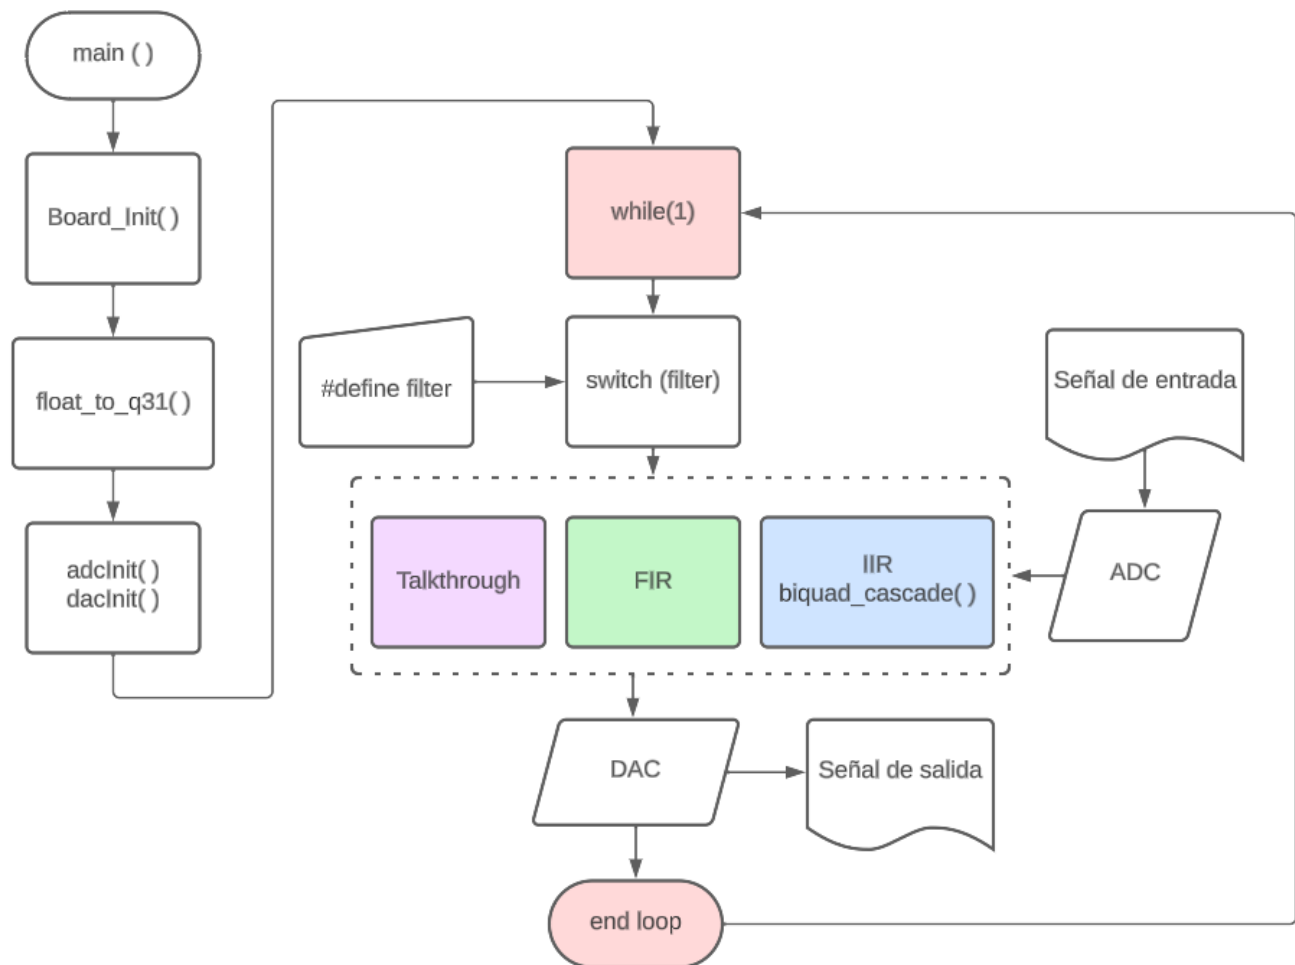 main ( )
Board_Init( )
float_to_q31( )
adcInit( )
dacInit( )
while(1)
#define filter
switch (filter)
Señal de entrada
Talkthrough
FIR
IIR
biquad_cascade( )
ADC
DAC
Señal de salida
end loop